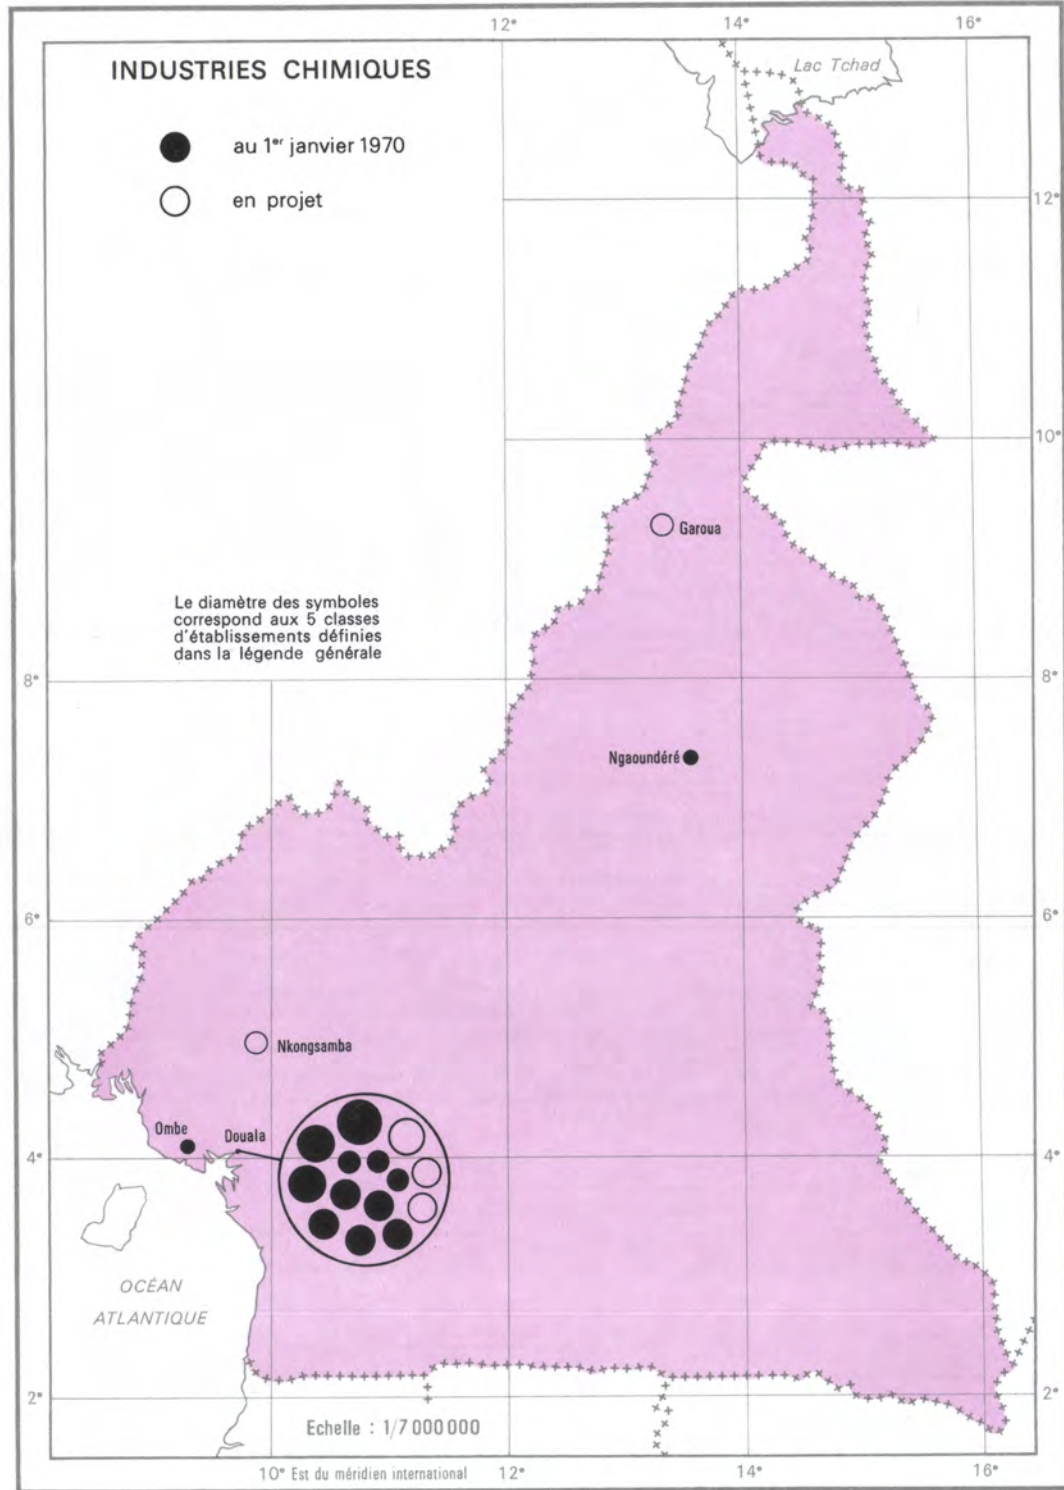 12° 14° 16°
INDUSTRIES CHIMIQUES
Lac Tchad
au 1er janvier 1970
en projet
12°
10°
Garoua
Le diamètre des symboles
correspond aux 5 classes
d'établissements définies
dans la légende générale
8° 8°
Ngaoundéré
6° 6°
Nkongsamba
Ombe Douala
4° 4°
OCÉAN
ATLANTIQUE
2° 2°
Echelle : 1/7 000 000
10° Est du méridien international 12° 14° 16°